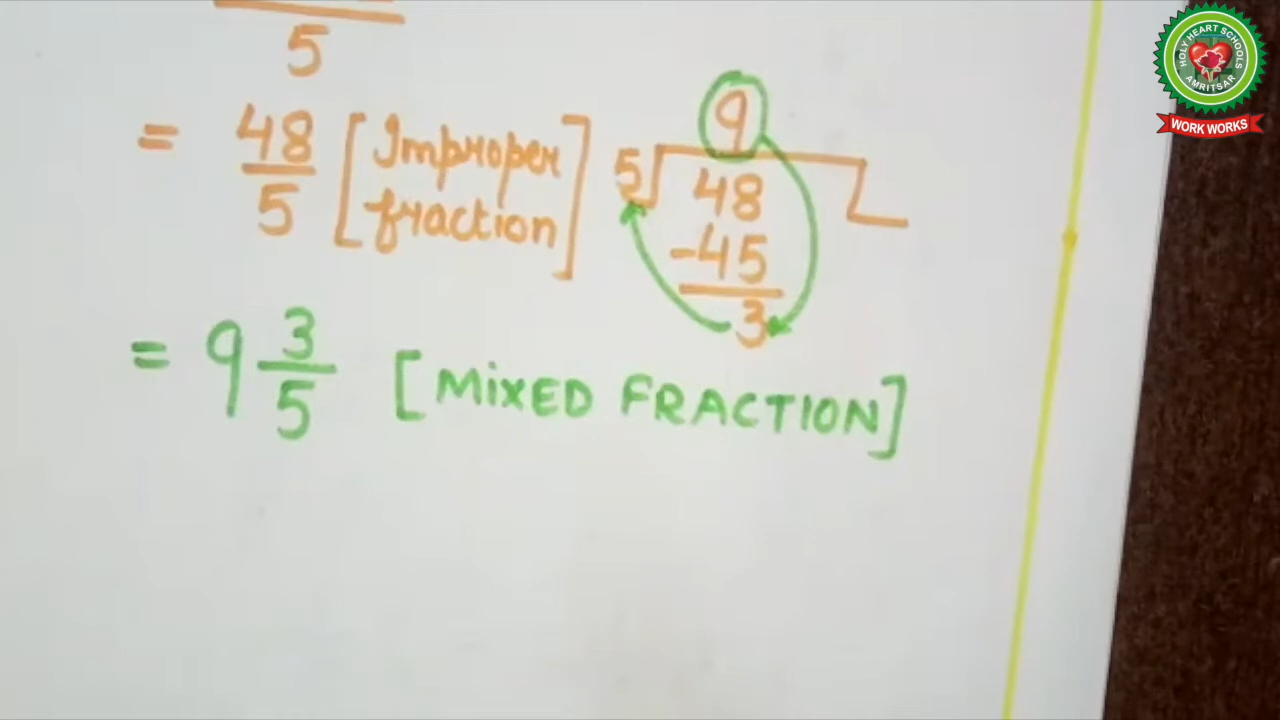 5
= 48/5 [Improper fraction]
9
5 48
-45
3
= 9 3/5 [MIXED FRACTION]
HOLY HEART SCHOOLS
AMRITSAR
WORK WORKS